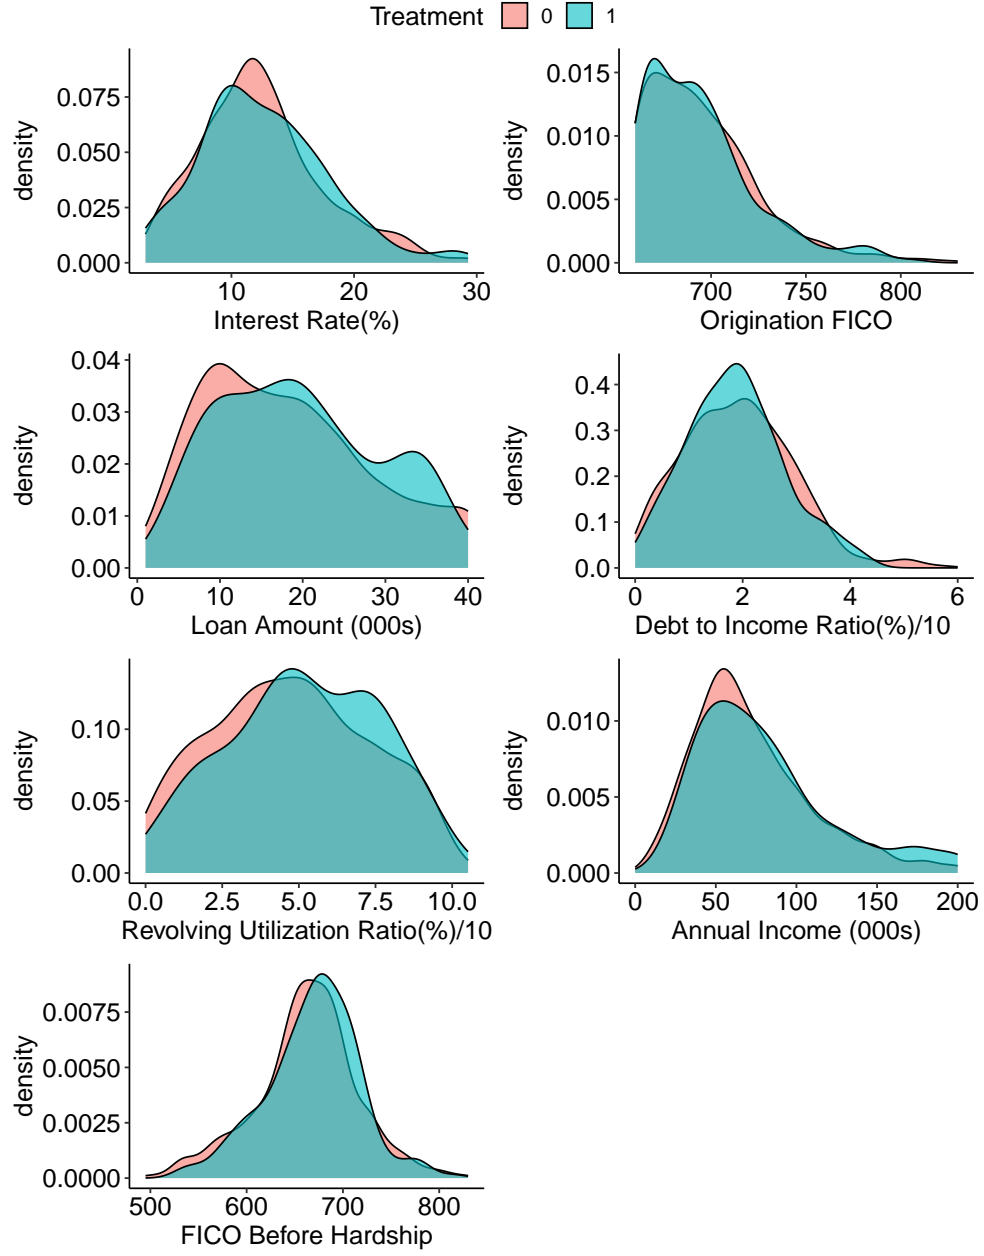 Treatment 0 1
density
0.075
0.050
0.025
0.000
10 20 30
Interest Rate(%)
density
0.015
0.010
0.005
0.000
700 750 800
Origination FICO
density
0.04
0.03
0.02
0.01
0.00
0 10 20 30 40
Loan Amount (000s)
density
0.4
0.3
0.2
0.1
0.0
0 2 4 6
Debt to Income Ratio(%)/10
density
0.10
0.05
0.00
0.0 2.5 5.0 7.5 10.0
Revolving Utilization Ratio(%)/10
density
0.010
0.005
0.000
0 50 100 150 200
Annual Income (000s)
density
0.0075
0.0050
0.0025
0.0000
500 600 700 800
FICO Before Hardship